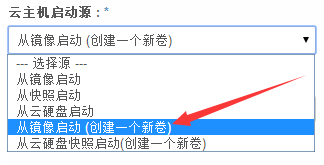 云主机启动源：*
从镜像启动 (创建一个新卷)
--- 选择源 ---
从镜像启动
从快照启动
从云硬盘启动
从镜像启动 (创建一个新卷)
从云硬盘快照启动(创建一个新卷)